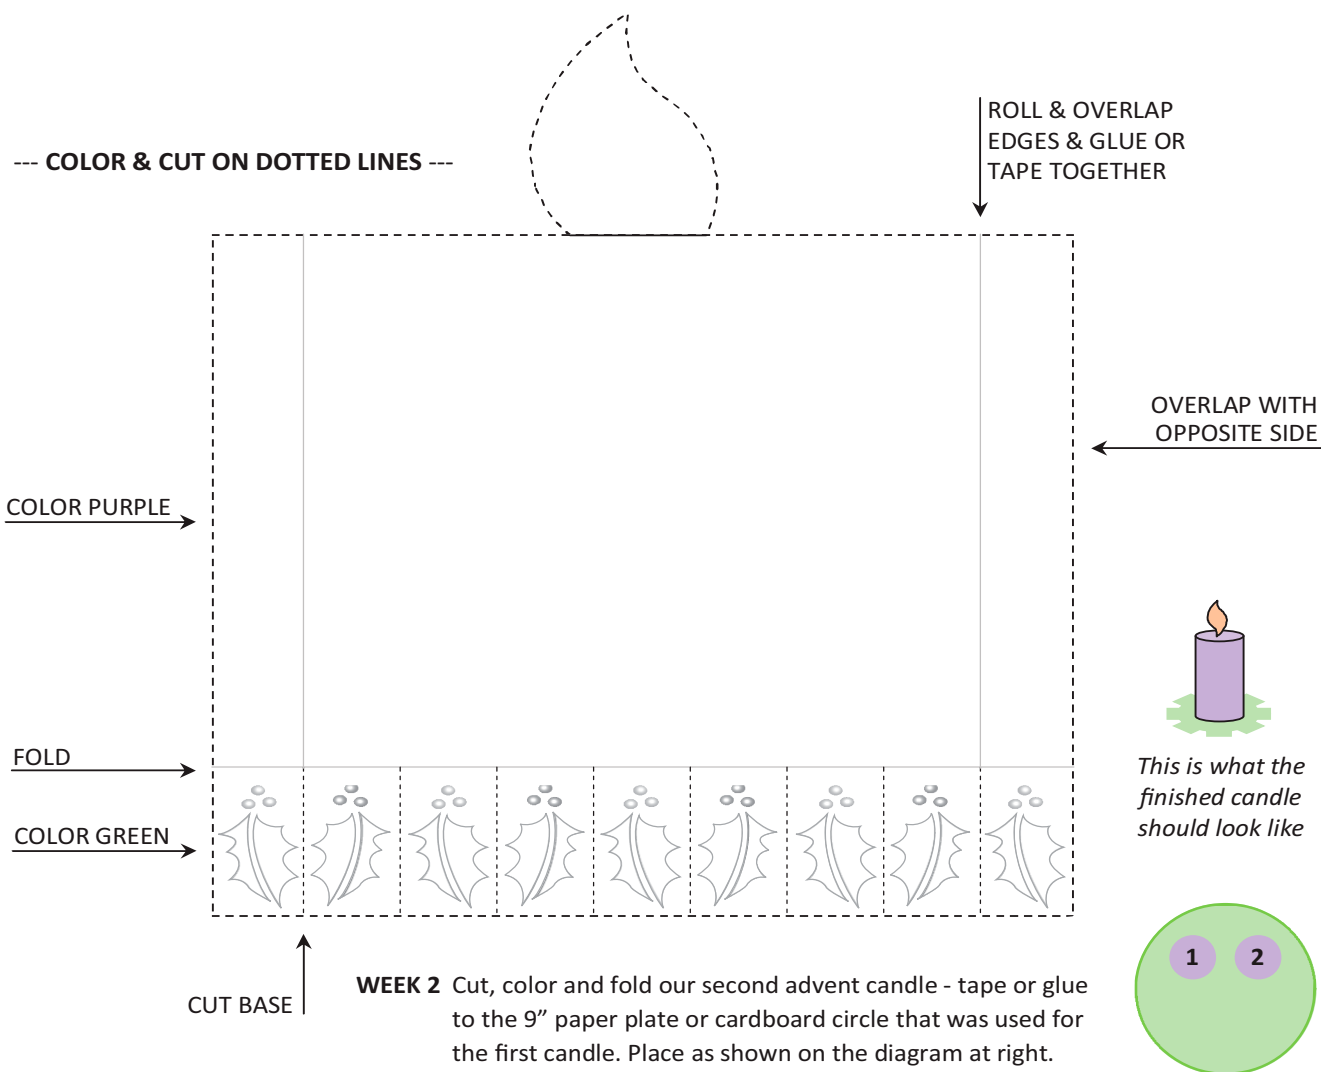 --- COLOR & CUT ON DOTTED LINES ---
ROLL & OVERLAP
EDGES & GLUE OR
TAPE TOGETHER
OVERLAP WITH
OPPOSITE SIDE
COLOR PURPLE
FOLD
COLOR GREEN
This is what the
finished candle
should look like
CUT BASE
1 2
WEEK 2 Cut, color and fold our second advent candle - tape or glue
to the 9” paper plate or cardboard circle that was used for
the first candle. Place as shown on the diagram at right.